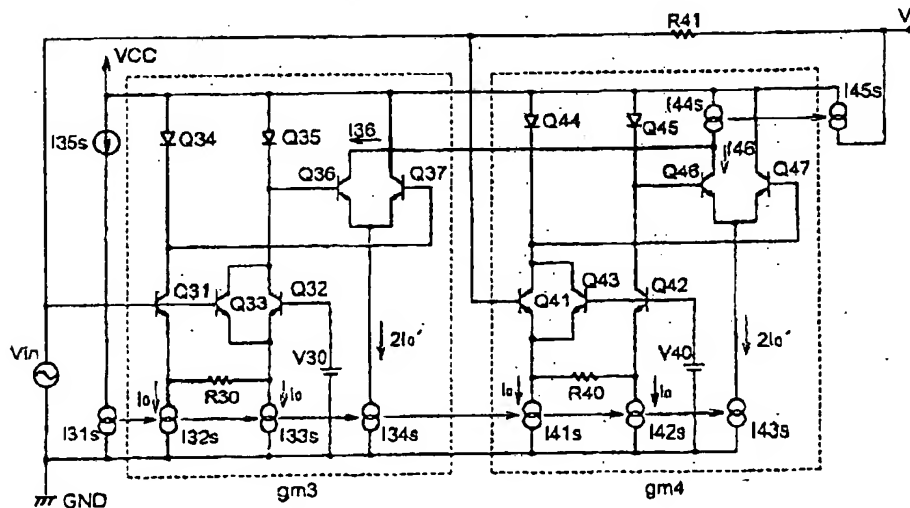 R41
V
VCC
I35s
Q34
Q35
I36
Q36
Q37
Q44
Q45
I44s
I45s
I46
Q46
Q47
Q31
Q33
Q32
Q41
Q43
Q42
Vin
V30
2Io'
V40
2Io'
Io
R30
Io
Io
R40
Io
I31s
I32s
I33s
I34s
I41s
I42s
I43s
GND
gm3
gm4